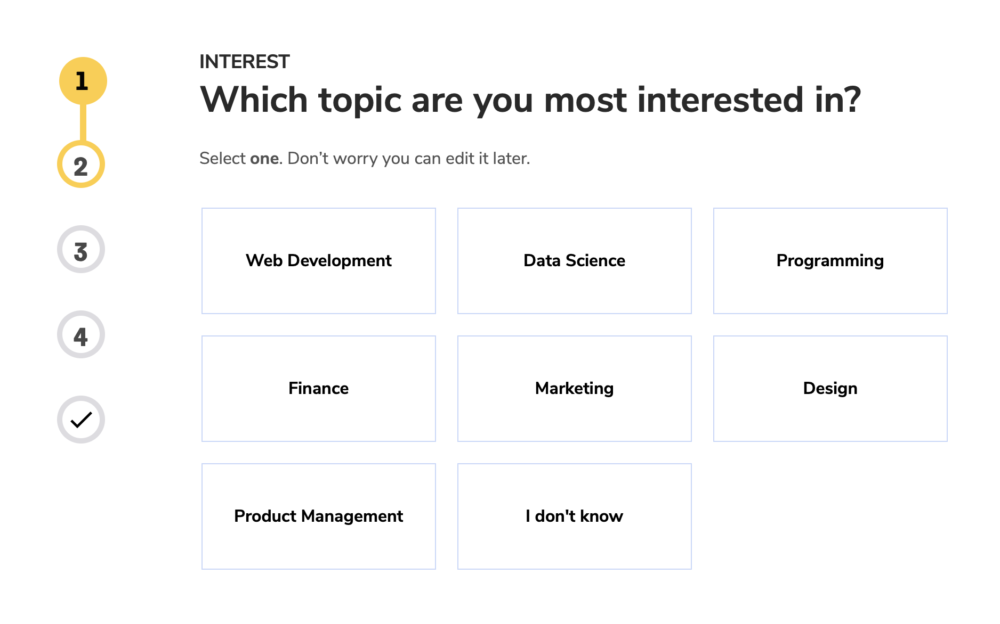 1
2
3
4
INTEREST
Which topic are you most interested in?
Select one. Don’t worry you can edit it later.
Web Development
Data Science
Programming
Finance
Marketing
Design
Product Management
I don't know